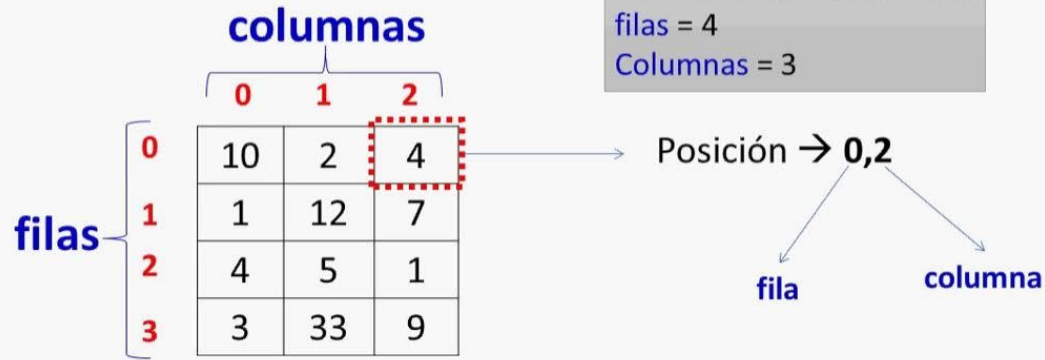 filas = 4
Columnas = 3
columnas
0 1 2
0 10 2 4
Posición → 0,2
filas
1 1 12 7
2 4 5 1
3 3 33 9
fila
columna